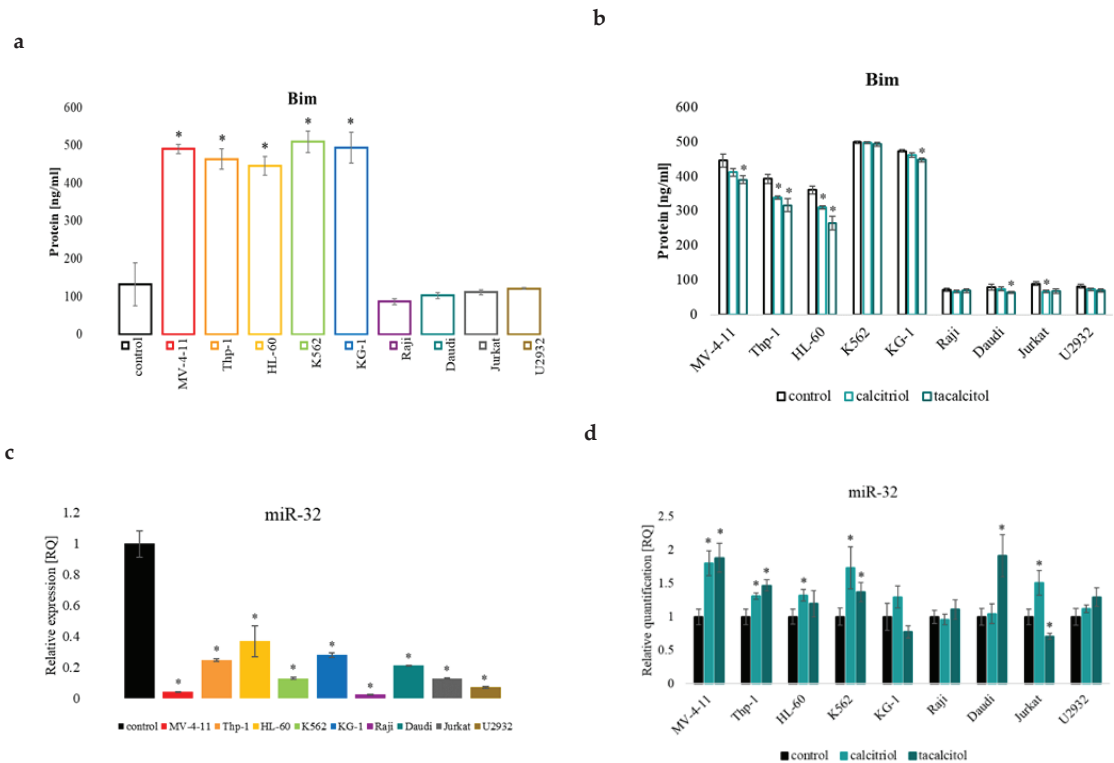 a
Bim
600
500
400
300
200
100
0
Protein [ng/ml]
* * * * *
control
MV-4-11
Thp-1
HL-60
K562
KG-1
Raji
Daudi
Jurkat
U2932
b
Bim
600
500
400
300
200
100
0
Protein [ng/ml]
* * * * * * * *
MV-4-11
Thp-1
HL-60
K562
KG-1
Raji
Daudi
Jurkat
U2932
control calcitriol tacalcitol
c
miR-32
1.2
1
0.8
0.6
0.4
0.2
0
Relative expression [RQ]
* * * * * * * * *
control MV-4-11 Thp-1 HL-60 K562 KG-1 Raji Daudi Jurkat U2932
d
miR-32
2.5
2
1.5
1
0.5
0
Relative quantification [RQ]
* * * * * * * * * *
MV-4-11
Thp-1
HL-60
K562
KG-1
Raji
Daudi
Jurkat
U2932
control calcitriol tacalcitol